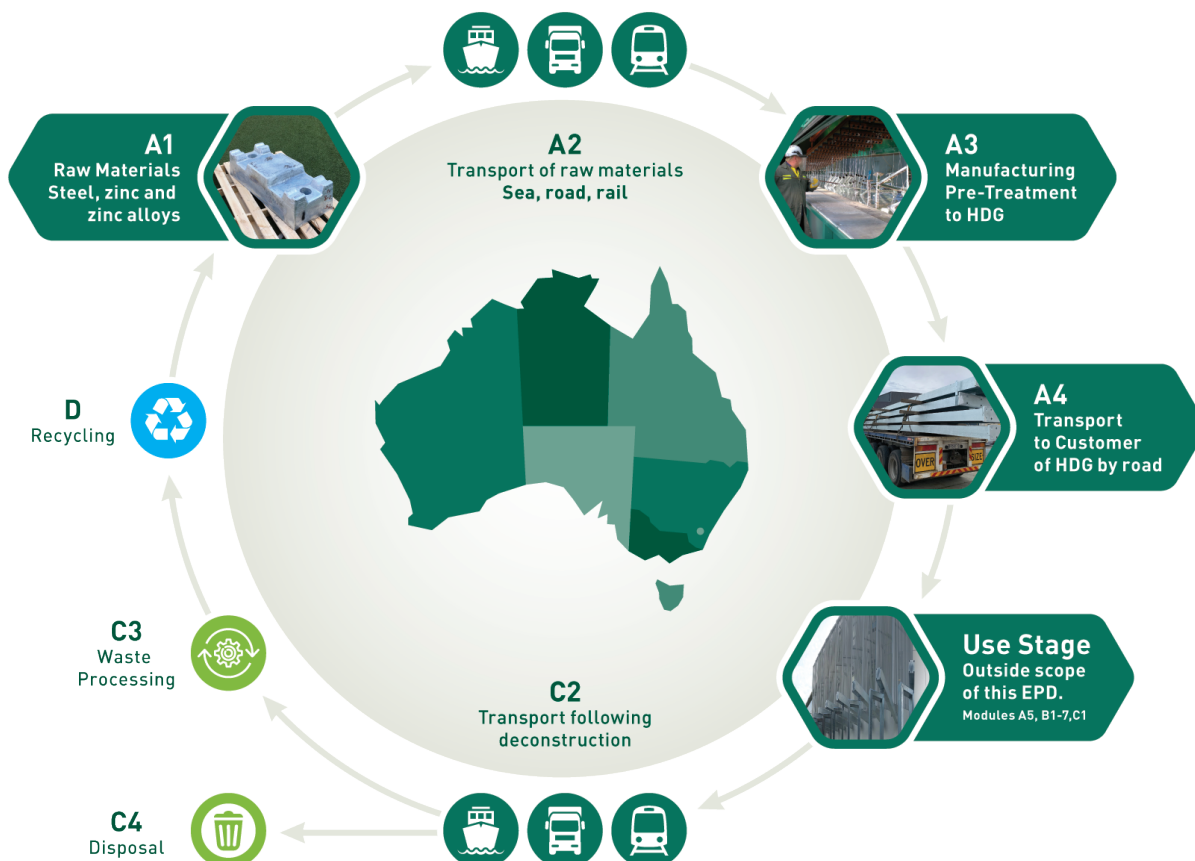 A1
Raw Materials
Steel, zinc and
zinc alloys
A2
Transport of raw materials
Sea, road, rail
A3
Manufacturing
Pre-Treatment
to HDG
A4
Transport
to Customer
of HDG by road
OVER
SIZE
Use Stage
Outside scope
of this EPD.
Modules A5, B1-7,C1
C2
Transport following
deconstruction
C4
Disposal
C3
Waste
Processing
D
Recycling